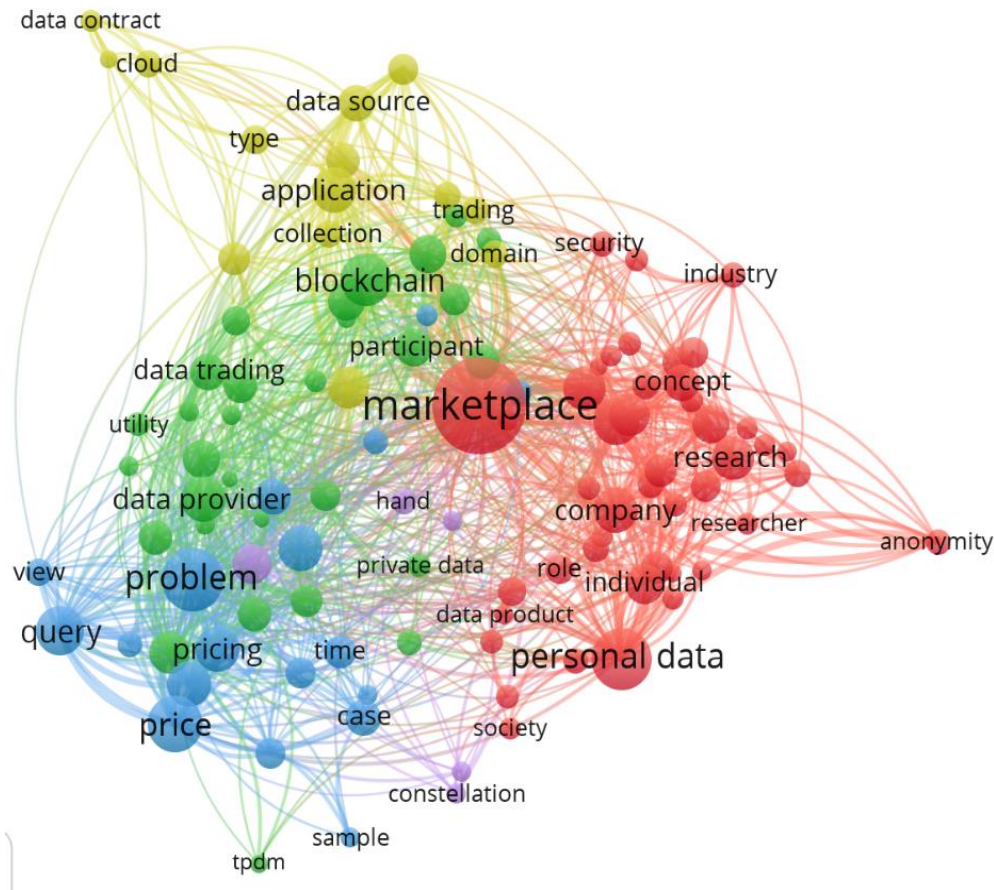 data contract
cloud
data source
type
application
trading
collection
security
domain
industry
blockchain
participant
data trading
concept
marketplace
utility
research
data provider
hand
company
researcher
anonymity
view
problem
private data
role
individual
data product
query
pricing
time
personal data
price
case
society
constellation
sample
tpdm